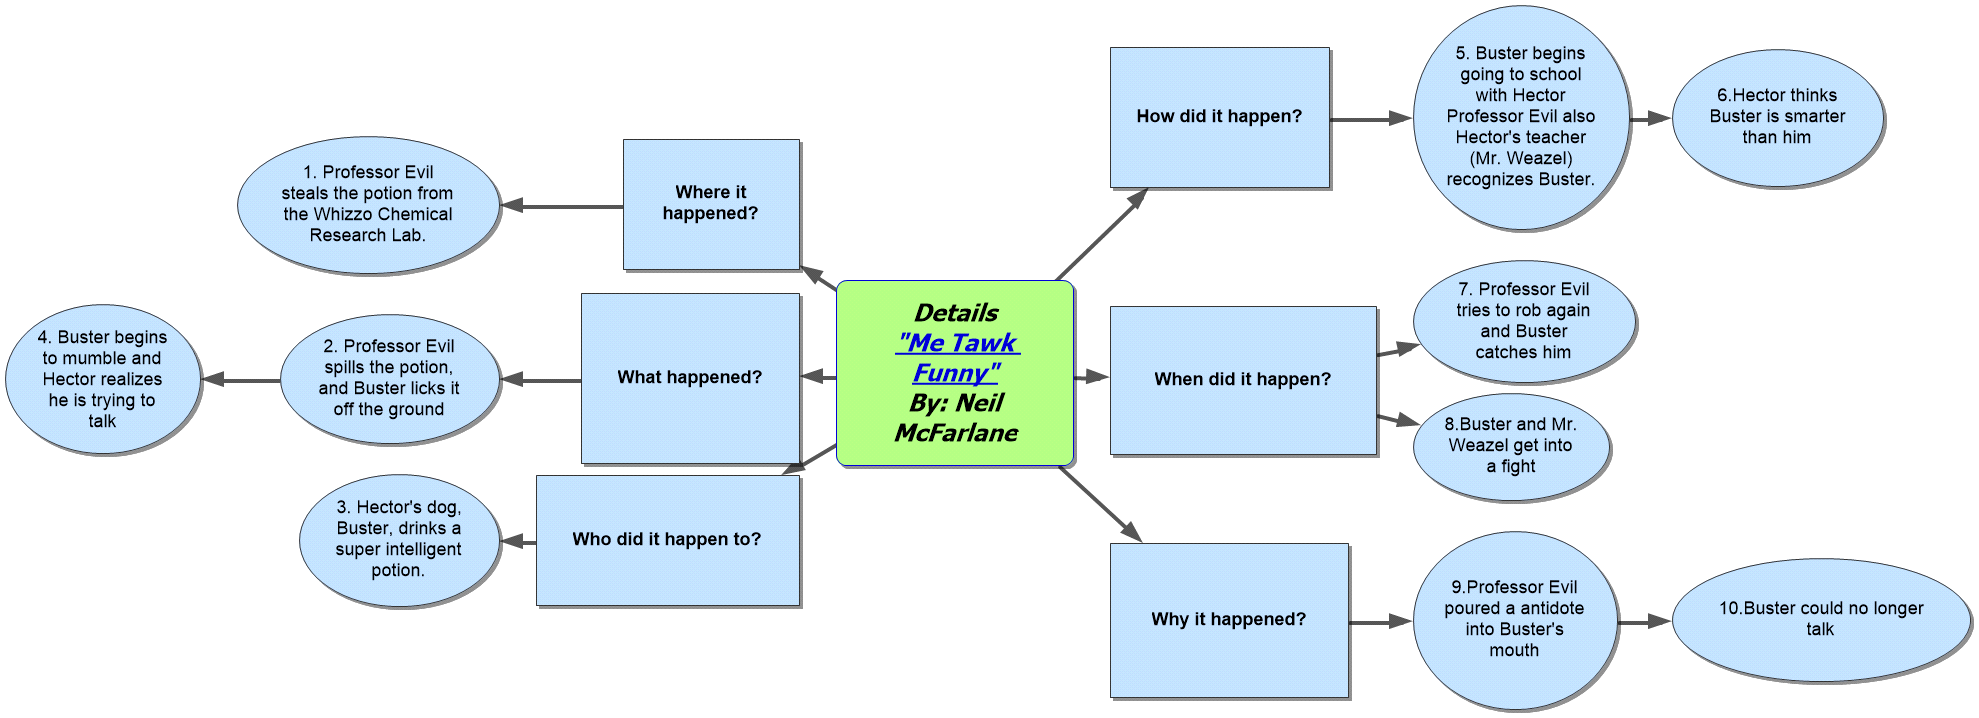 Details
"Me Tawk
Funny"
By: Neil
McFarlane
Where it
happened?
1. Professor Evil
steals the potion from
the Whizzo Chemical
Research Lab.
What happened?
2. Professor Evil
spills the potion,
and Buster licks it
off the ground
4. Buster begins
to mumble and
Hector realizes
he is trying to
talk
Who did it happen to?
3. Hector's dog,
Buster, drinks a
super intelligent
potion.
How did it happen?
5. Buster begins
going to school
with Hector
Professor Evil also
Hector's teacher
(Mr. Weazel)
recognizes Buster.
6.Hector thinks
Buster is smarter
than him
When did it happen?
7. Professor Evil
tries to rob again
and Buster
catches him
8.Buster and Mr.
Weazel get into
a fight
Why it happened?
9.Professor Evil
poured a antidote
into Buster's
mouth
10.Buster could no longer
talk